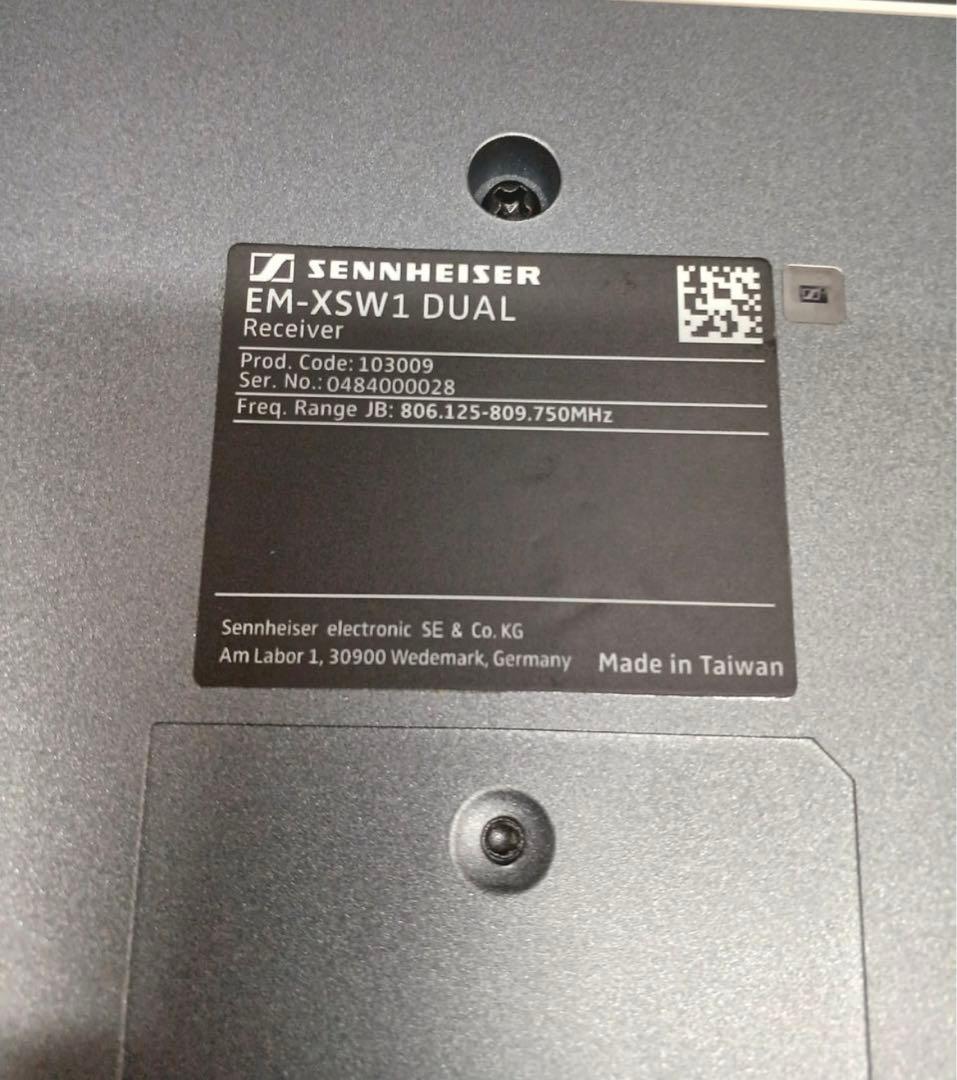 SENNHEISER
EM-XSW1 DUAL
Receiver
Prod. Code: 103009
Ser. No.: 0484000028
Freq. Range JB: 806.125-809.750MHz
Sennheiser electronic SE & Co. KG
Am Labor 1, 30900 Wedemark, Germany Made in Taiwan